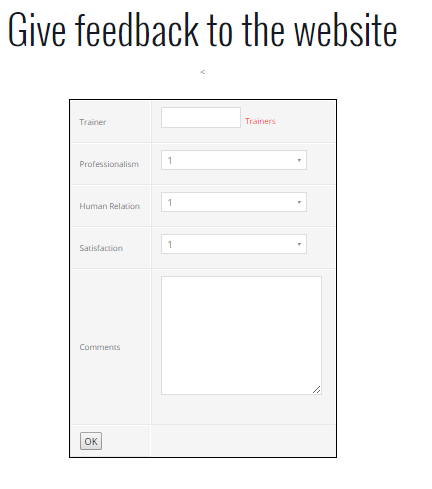 Give feedback to the website
<
Trainer Trainers
Professionalism 1
Human Relation 1
Satisfaction 1
Comments
OK